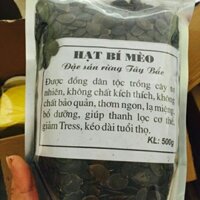 HẠT BÍ MÈO
Đặc sản rừng Tây Bắc
Được đồng dân tộc trồng cây tự
nhiên, không chất kích thích, không
chất bảo quản, thơm ngon, lạ miệng,
bổ dưỡng, giúp thanh lọc cơ thể,
giảm Tress, kéo dài tuổi thọ.
KL: 500g